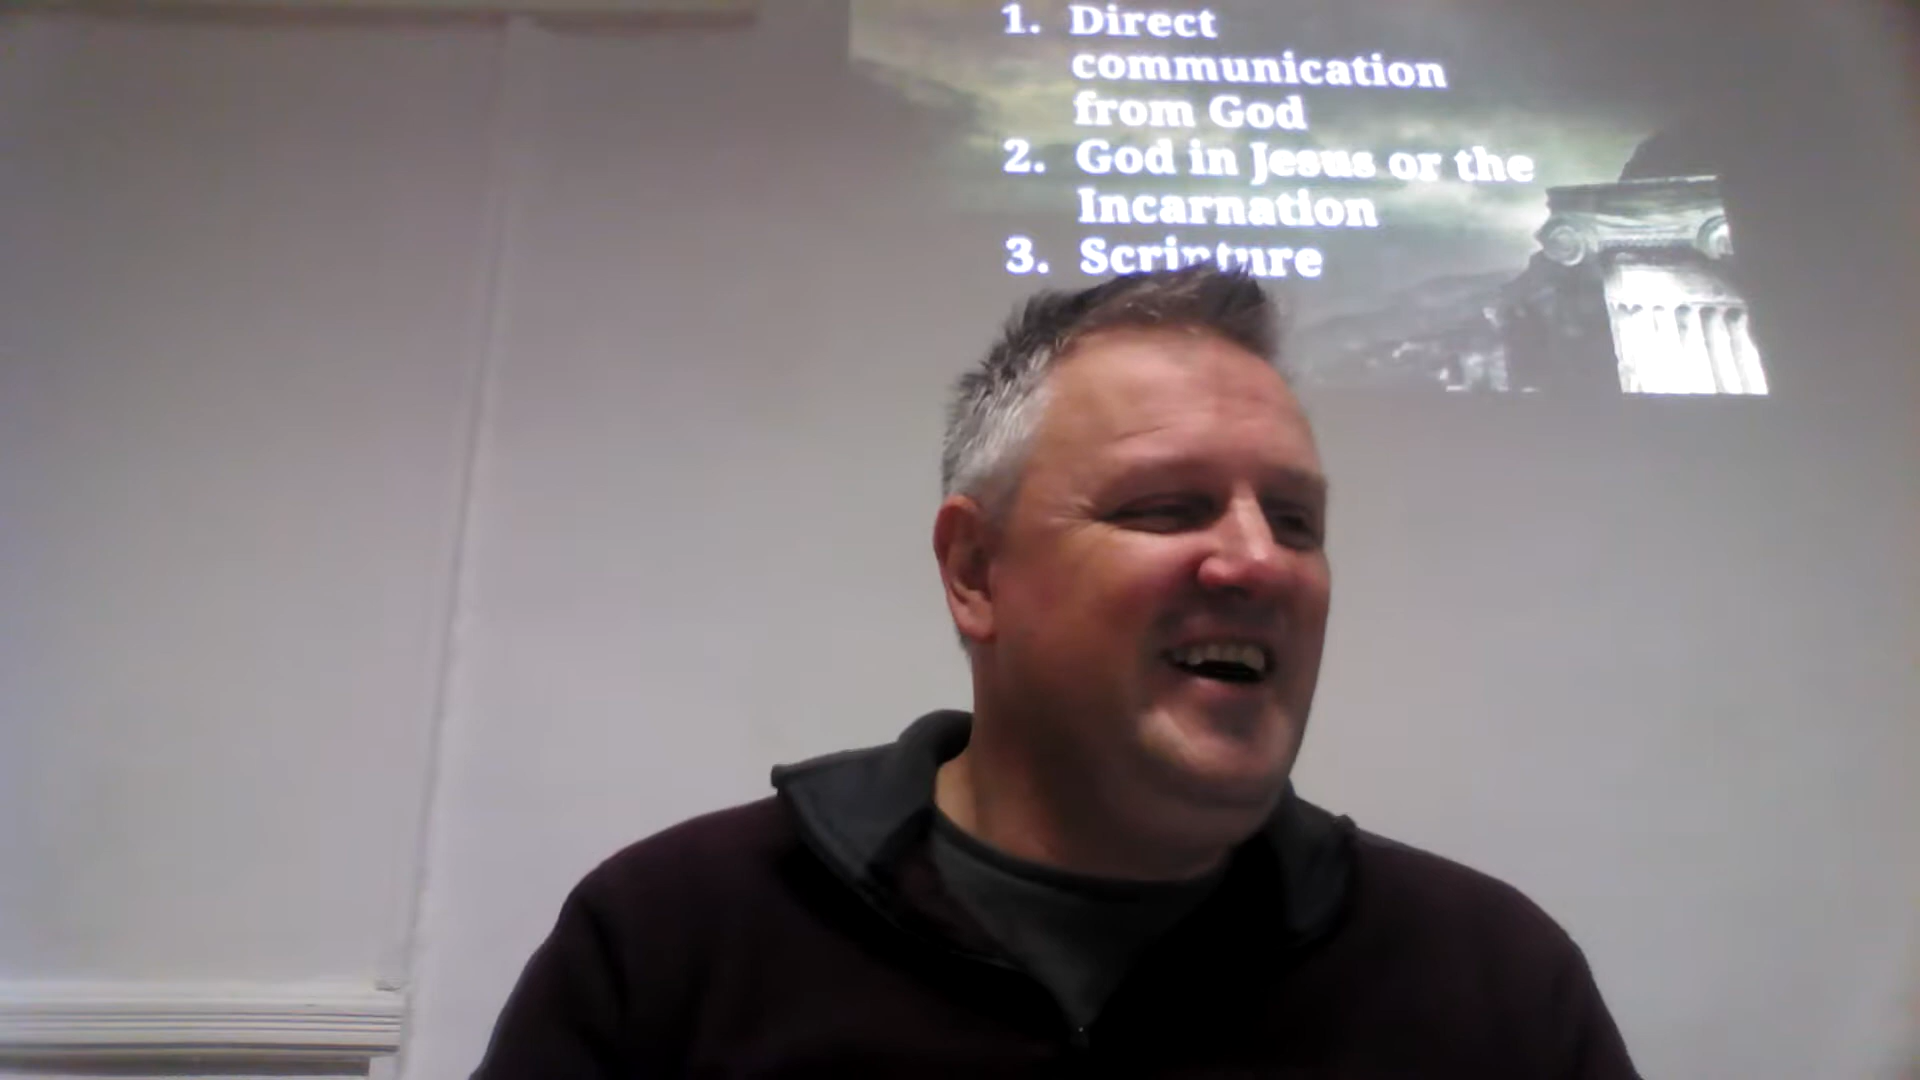 1. Direct
communication
from God
2. God in Jesus or the
Incarnation
3. Scripture